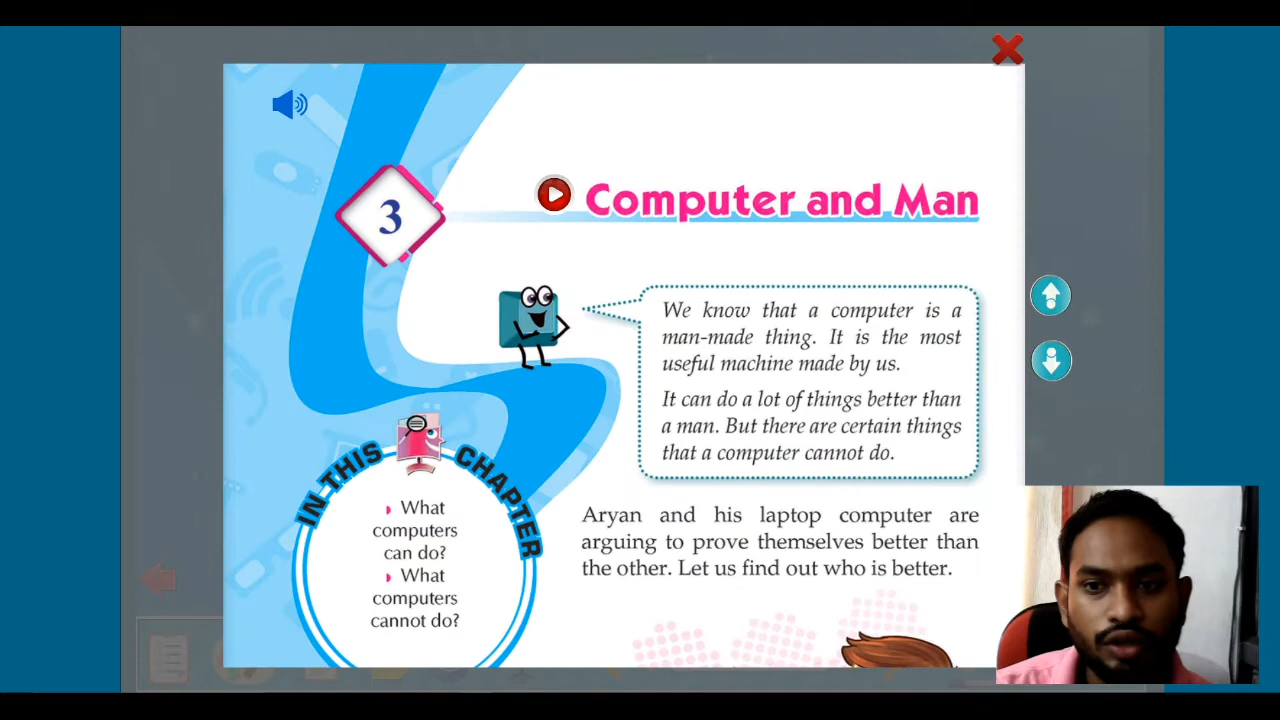 3
Computer and Man
We know that a computer is a
man-made thing. It is the most
useful machine made by us.
It can do a lot of things better than
a man. But there are certain things
that a computer cannot do.
IN THIS CHAPTER
What
computers
can do?
What
computers
cannot do?
Aryan and his laptop computer are
arguing to prove themselves better than
the other. Let us find out who is better.